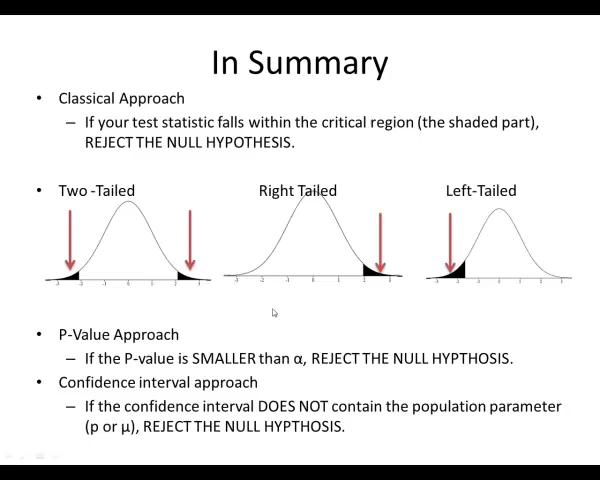 In Summary
• Classical Approach
– If your test statistic falls within the critical region (the shaded part),
REJECT THE NULL HYPOTHESIS.
• Two -Tailed Right Tailed Left-Tailed
• P-Value Approach
– If the P-value is SMALLER than α, REJECT THE NULL HYPTHOSIS.
• Confidence interval approach
– If the confidence interval DOES NOT contain the population parameter
(p or μ), REJECT THE NULL HYPTHOSIS.